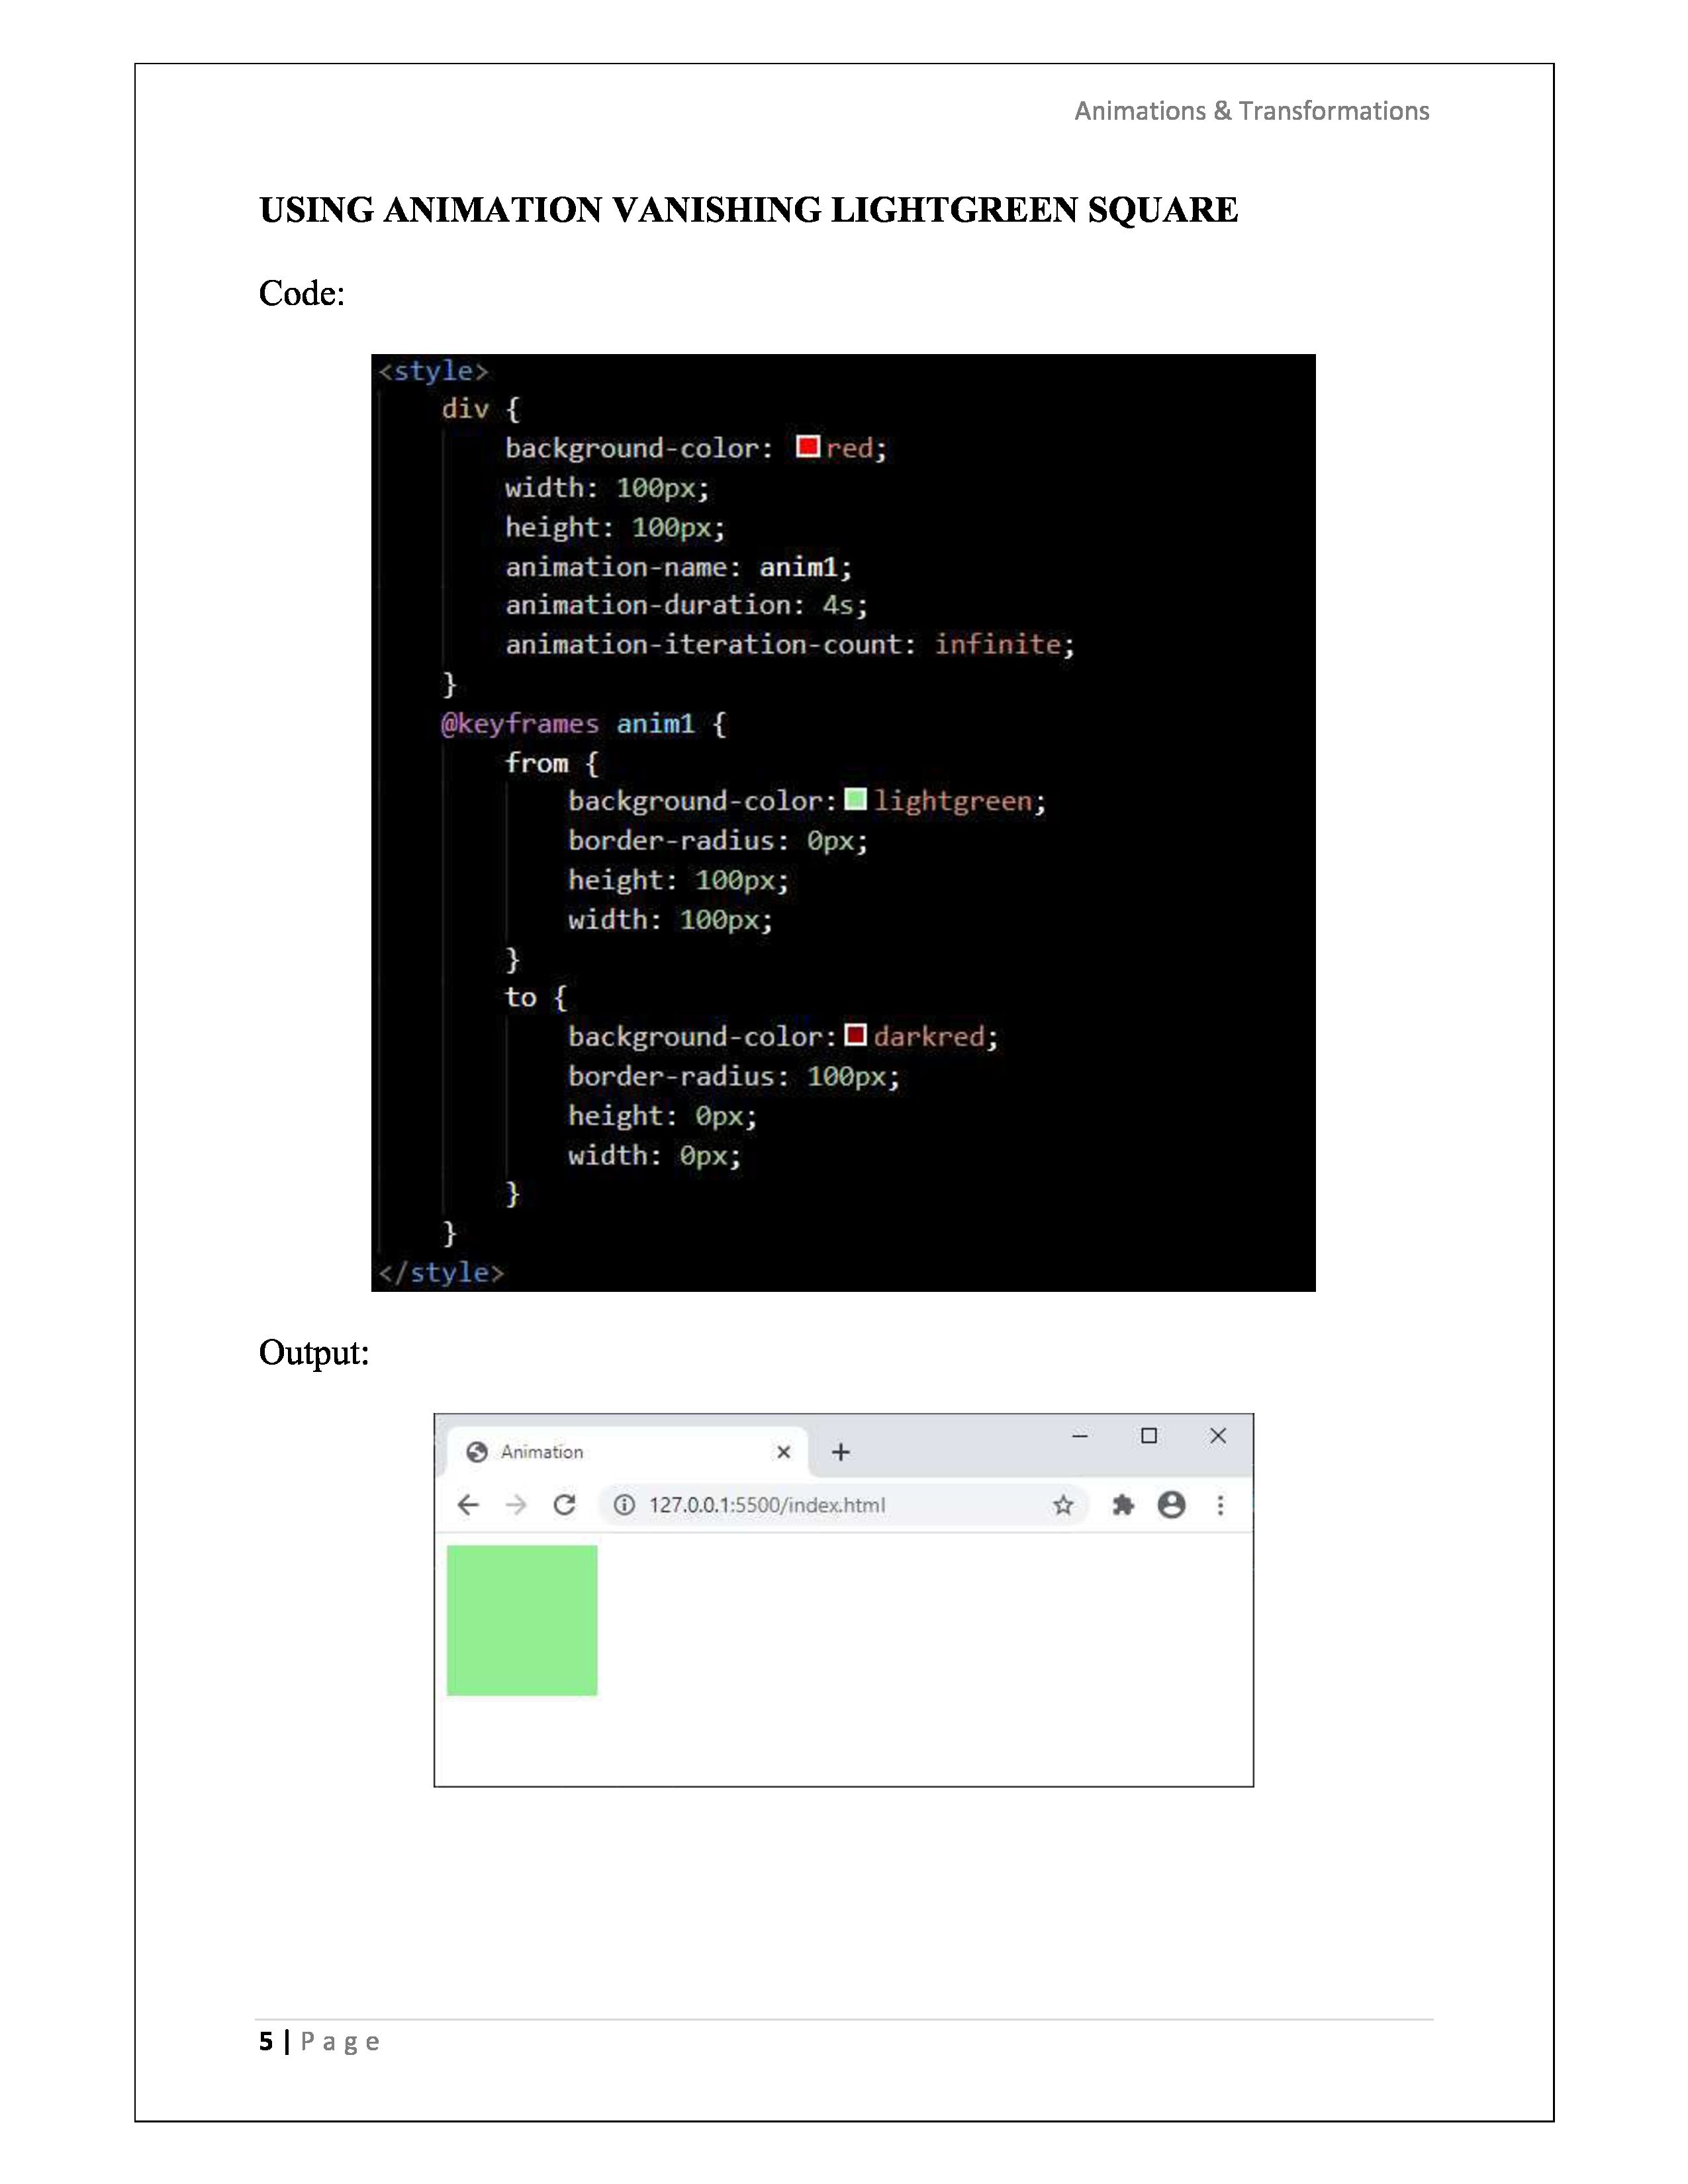 Animations & Transformations
USING ANIMATION VANISHING LIGHTGREEN SQUARE
Code:
<style>
    div {
        background-color: red;
        width: 100px;
        height: 100px;
        animation-name: anim1;
        animation-duration: 4s;
        animation-iteration-count: infinite;
    }
    @keyframes anim1 {
        from {
            background-color:lightgreen;
            border-radius: 0px;
            height: 100px;
            width: 100px;
        }
        to {
            background-color:darkred;
            border-radius: 100px;
            height: 0px;
            width: 0px;
        }
    }
</style>
Output:
Animation
127.0.0.1:5500/index.html
5 | Page